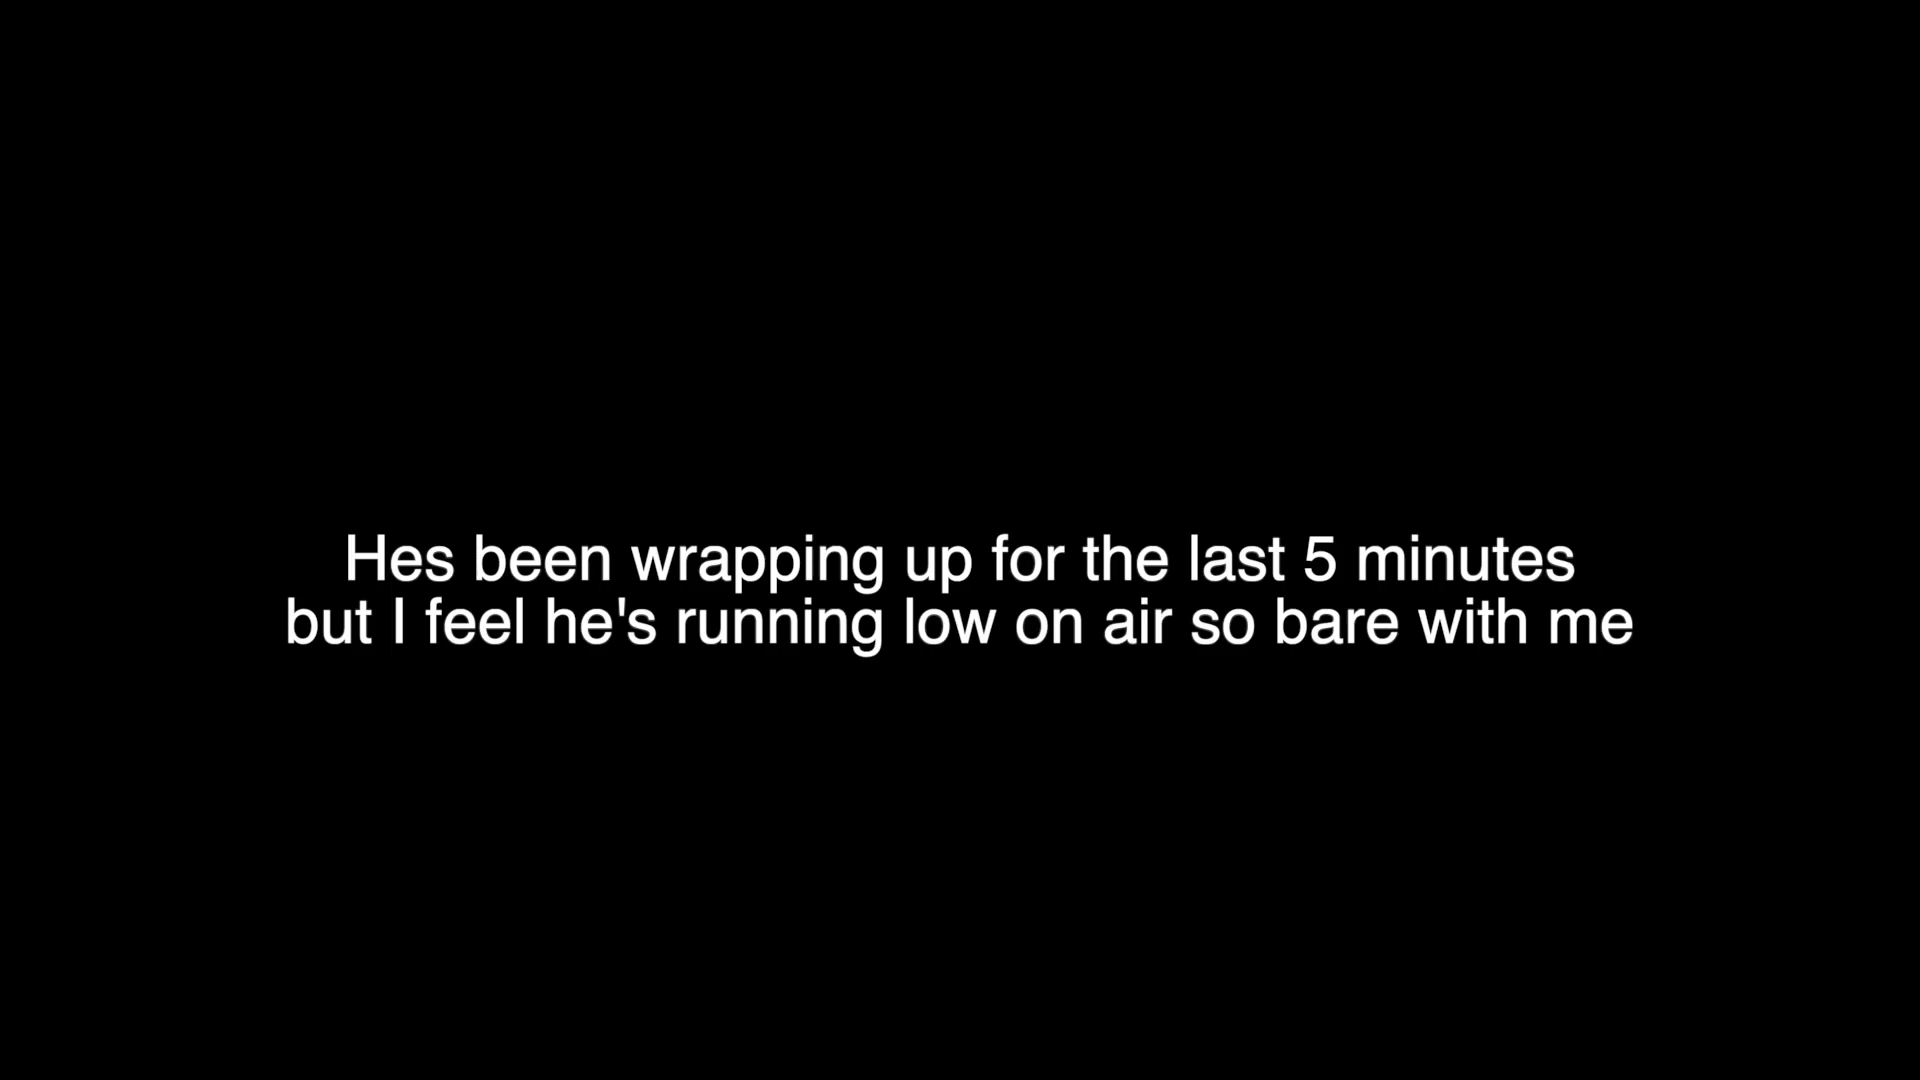 Hes been wrapping up for the last 5 minutes
but I feel he's running low on air so bare with me